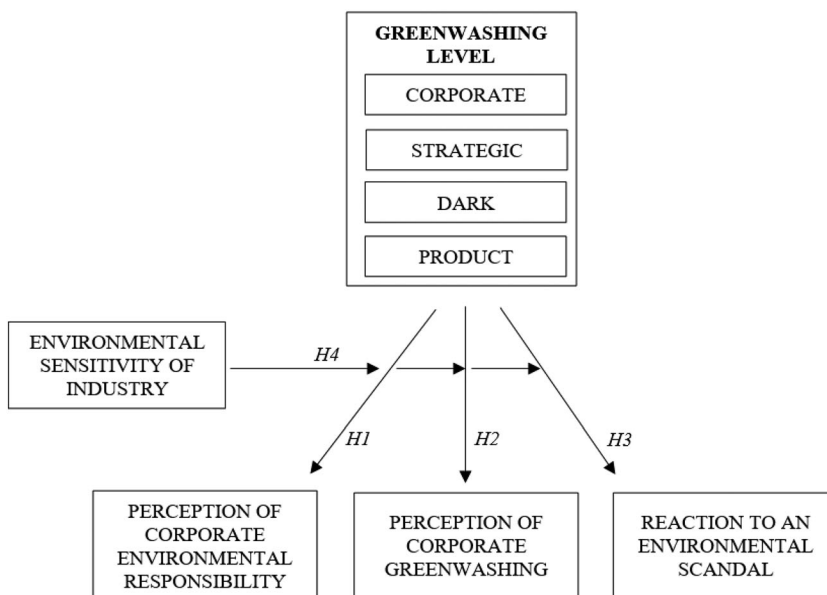 GREENWASHING
LEVEL
CORPORATE
STRATEGIC
DARK
PRODUCT
ENVIRONMENTAL
SENSITIVITY OF
INDUSTRY
H4
H1
H2
H3
PERCEPTION OF
CORPORATE
ENVIRONMENTAL
RESPONSIBILITY
PERCEPTION OF
CORPORATE
GREENWASHING
REACTION TO AN
ENVIRONMENTAL
SCANDAL